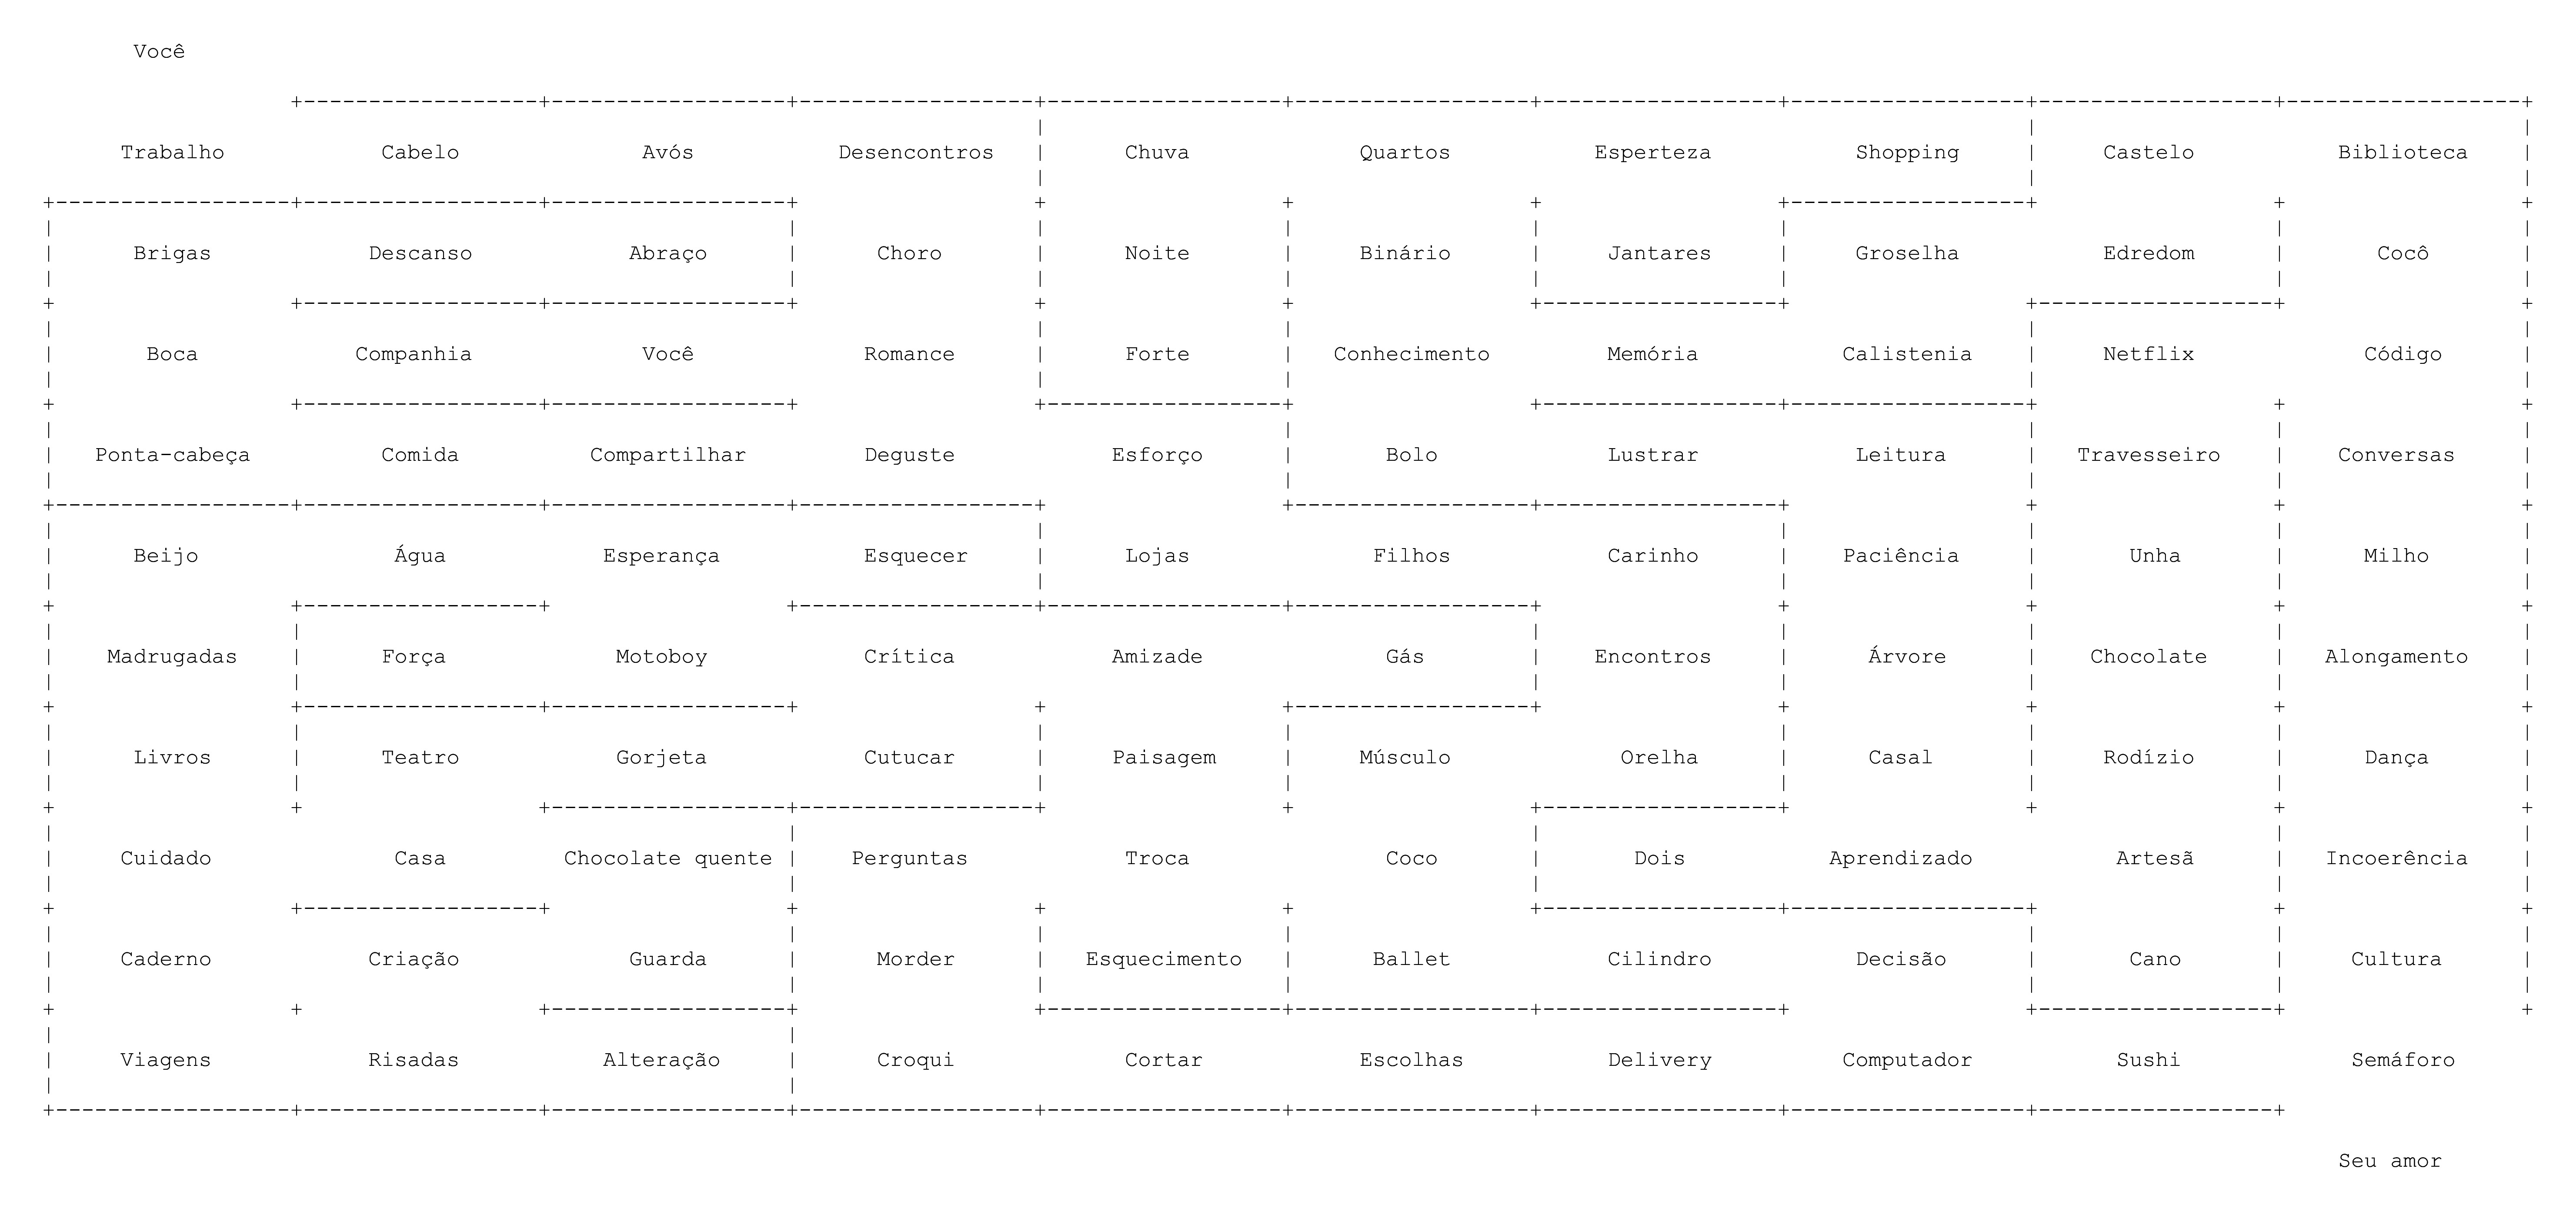 Você
Trabalho Cabelo Avós Desencontros Chuva Quartos Esperteza Shopping Castelo Biblioteca
Brigas Descanso Abraço Choro Noite Binário Jantares Groselha Edredom Cocô
Boca Companhia Você Romance Forte Conhecimento Memória Calistenia Netflix Código
Ponta-cabeça Comida Compartilhar Deguste Esforço Bolo Lustrar Leitura Travesseiro Conversas
Beijo Água Esperança Esquecer Lojas Filhos Carinho Paciência Unha Milho
Madrugadas Força Motoboy Crítica Amizade Gás Encontros Árvore Chocolate Alongamento
Livros Teatro Gorjeta Cutucar Paisagem Músculo Orelha Casal Rodízio Dança
Cuidado Casa Chocolate quente Perguntas Troca Coco Dois Aprendizado Artesã Incoerência
Caderno Criação Guarda Morder Esquecimento Ballet Cilindro Decisão Cano Cultura
Viagens Risadas Alteração Croqui Cortar Escolhas Delivery Computador Sushi Semáforo
Seu amor